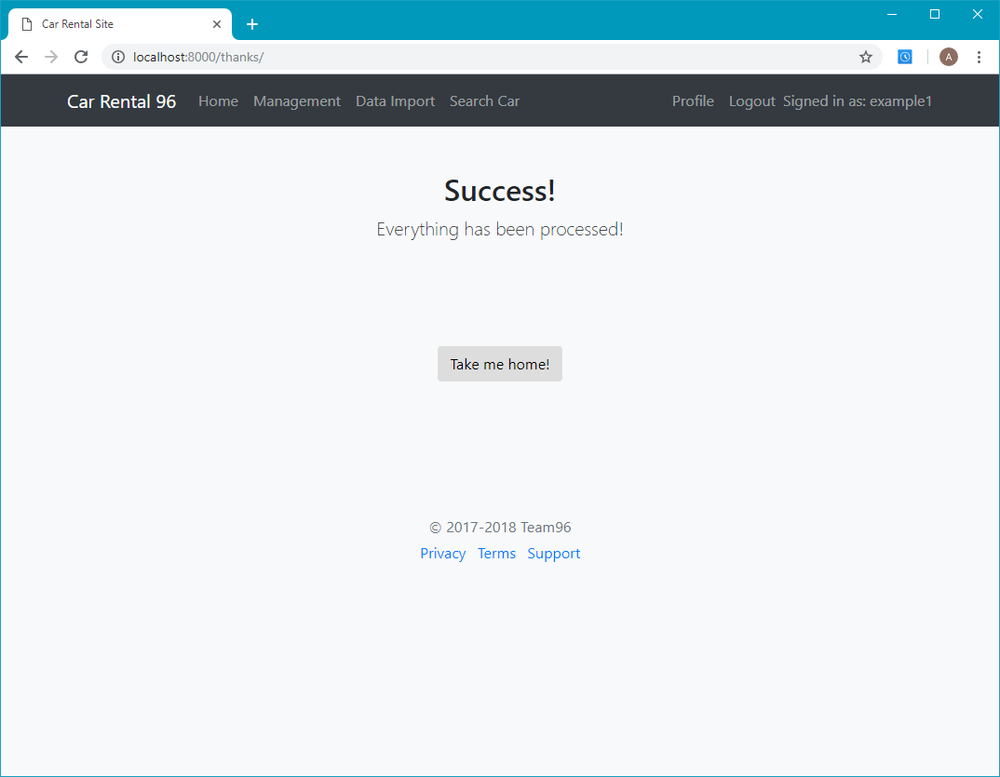 Car Rental Site
localhost:8000/thanks/
A
Car Rental 96 Home Management Data Import Search Car Profile Logout Signed in as: example1
Success!
Everything has been processed!
Take me home!
© 2017-2018 Team96
Privacy Terms Support